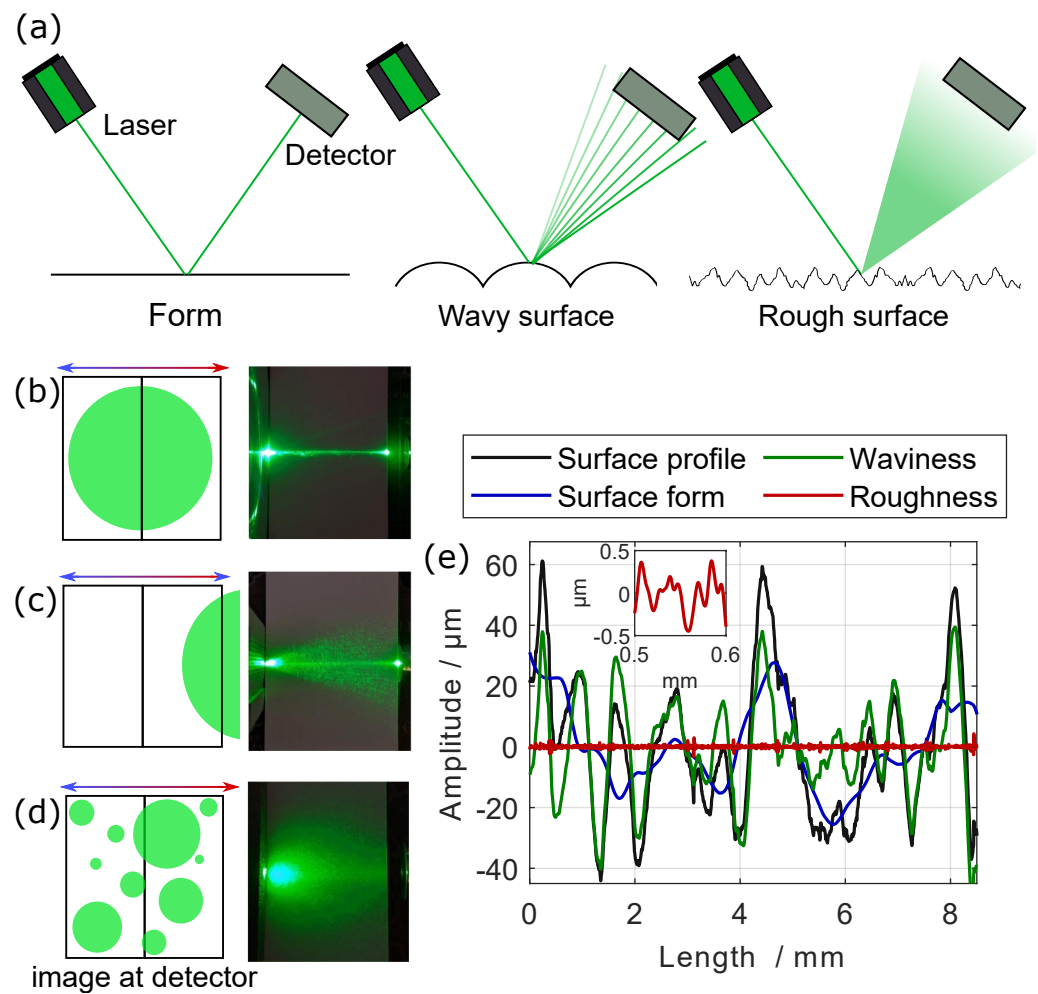 (a)
Laser
Detector
Form
Wavy surface
Rough surface
(b)
(c)
(d)
image at detector
Surface profile
Waviness
Surface form
Roughness
(e)
0.5
0
-0.5
µm
0.5
0.6
mm
60
40
20
0
-20
-40
Amplitude / µm
0
2
4
6
8
Length / mm